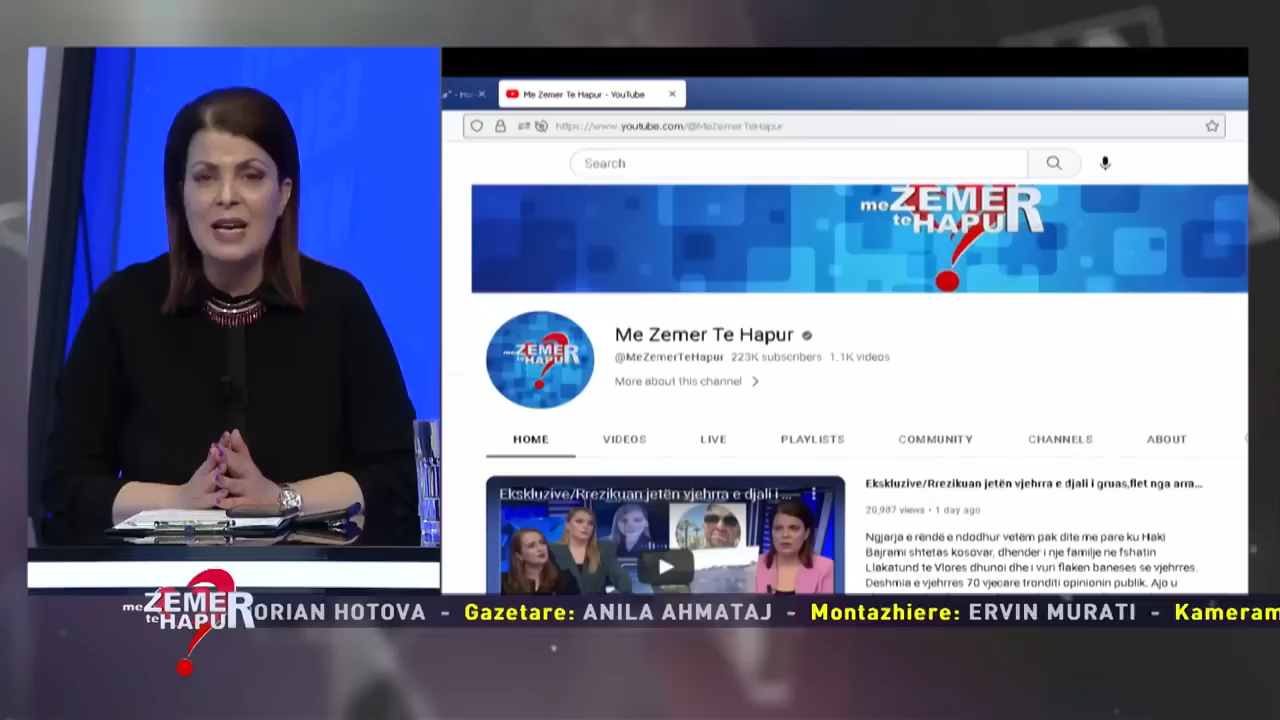 Me Zemer Te Hapur - YouTube
https://www.youtube.com/@MeZemerTeHapur
Search
me ZEMER
te HAPUR
Me Zemer Te Hapur
@MeZemerTeHapur 223K subscribers 1.1K videos
More about this channel
me ZEMER
te HAPUR
HOME VIDEOS LIVE PLAYLISTS COMMUNITY CHANNELS ABOUT
Ekskluzive/Rrezikuan jetën vjehrra e djali i ...
Ekskluzive/Rrezikuan jetën vjehrra e djali i gruas,flet nga arra...
20,987 views • 1 day ago
Ngjarja e rëndë e ndodhur vetëm pak dite me pare ku Haki
Bajrami shtetas kosovar, dhender i nje familje ne fshatin
Llakatund te Vlores dhunoi dhe i vuri flaken baneses se vjehrres.
Deshmia e vjehrres 70 vjecare tronditi opinionin publik. Ajo u
me ZEMER
te HAPUR
ORIAN HOTOVA - Gazetare: ANILA AHMATAJ - Montazhiere: ERVIN MURATI - Kameram